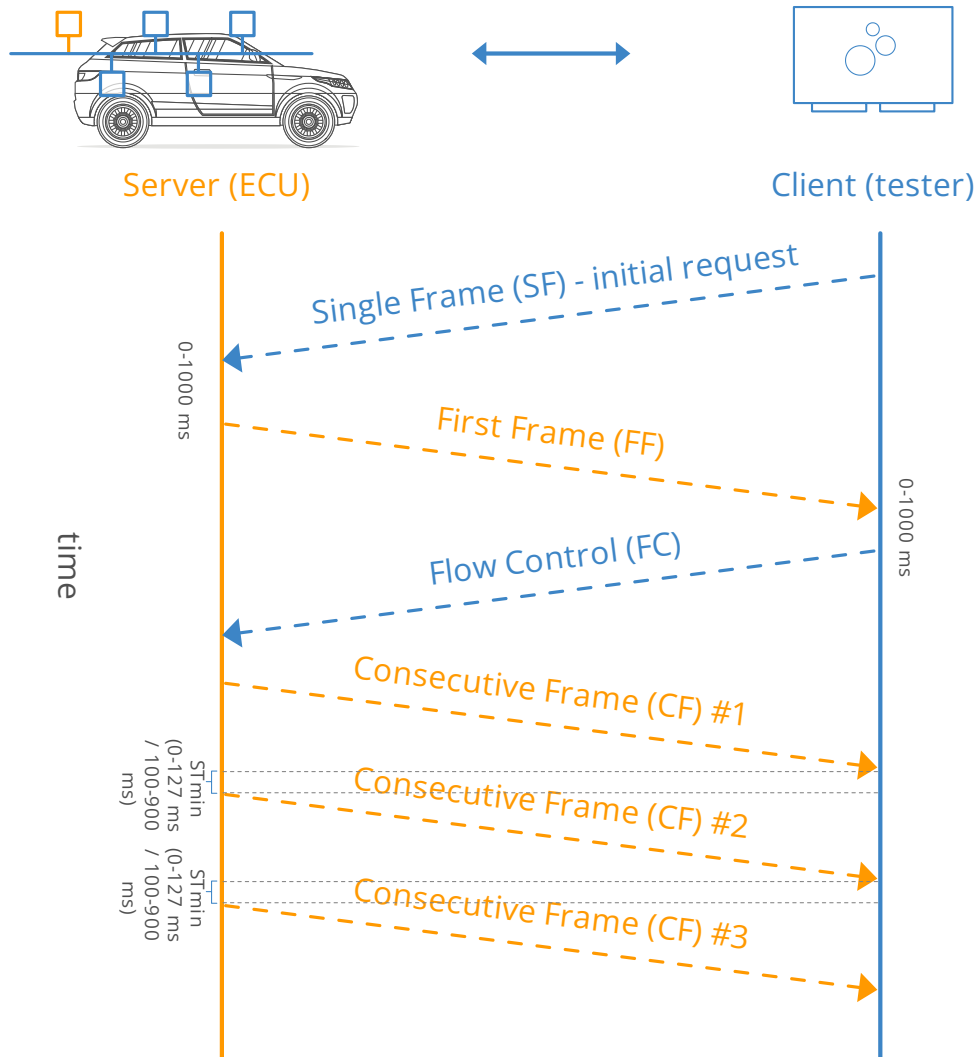 Server (ECU)
Client (tester)
Single Frame (SF) - initial request
0-1000 ms
First Frame (FF)
0-1000 ms
time
Flow Control (FC)
Consecutive Frame (CF) #1
STmin
(0-127 ms
/ 100-900
ms)
Consecutive Frame (CF) #2
STmin
(0-127 ms
/ 100-900
ms)
Consecutive Frame (CF) #3